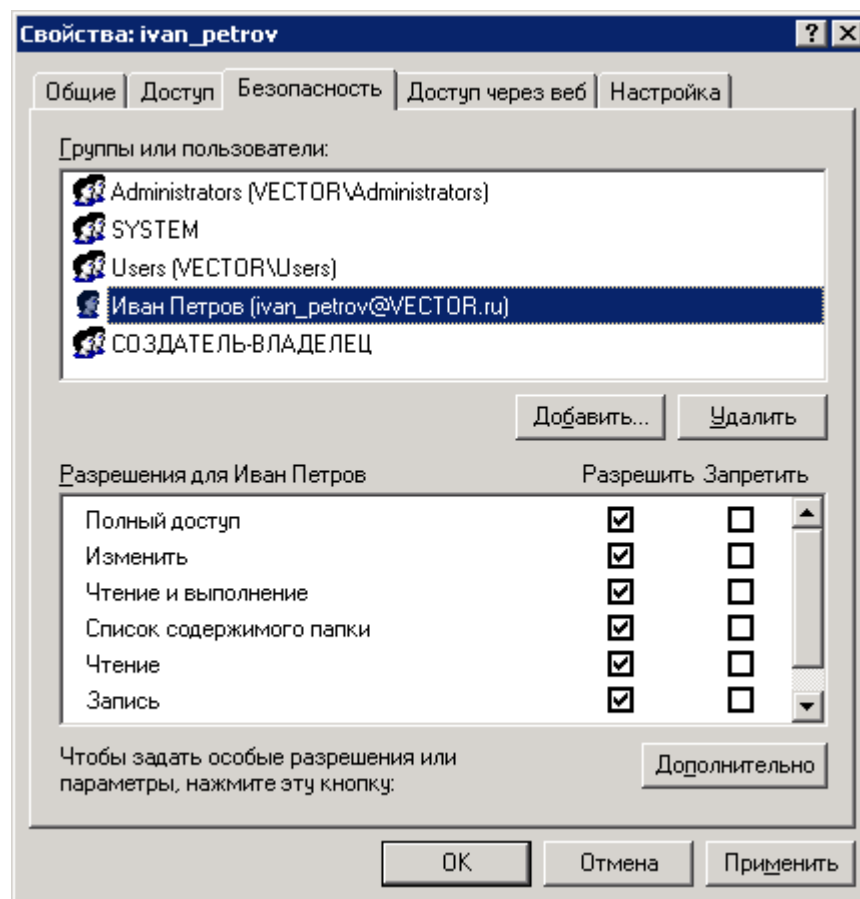 Свойства: ivan_petrov
Общие Доступ Безопасность Доступ через веб Настройка
Группы или пользователи:
Administrators (VECTOR\Administrators)
SYSTEM
Users (VECTOR\Users)
Иван Петров (ivan_petrov@VECTOR.ru)
СОЗДАТЕЛЬ-ВЛАДЕЛЕЦ
Добавить... Удалить
Разрешения для Иван Петров Разрешить Запретить
Полный доступ
Изменить
Чтение и выполнение
Список содержимого папки
Чтение
Запись
Чтобы задать особые разрешения или
параметры, нажмите эту кнопку:
Дополнительно
OK Отмена Применить